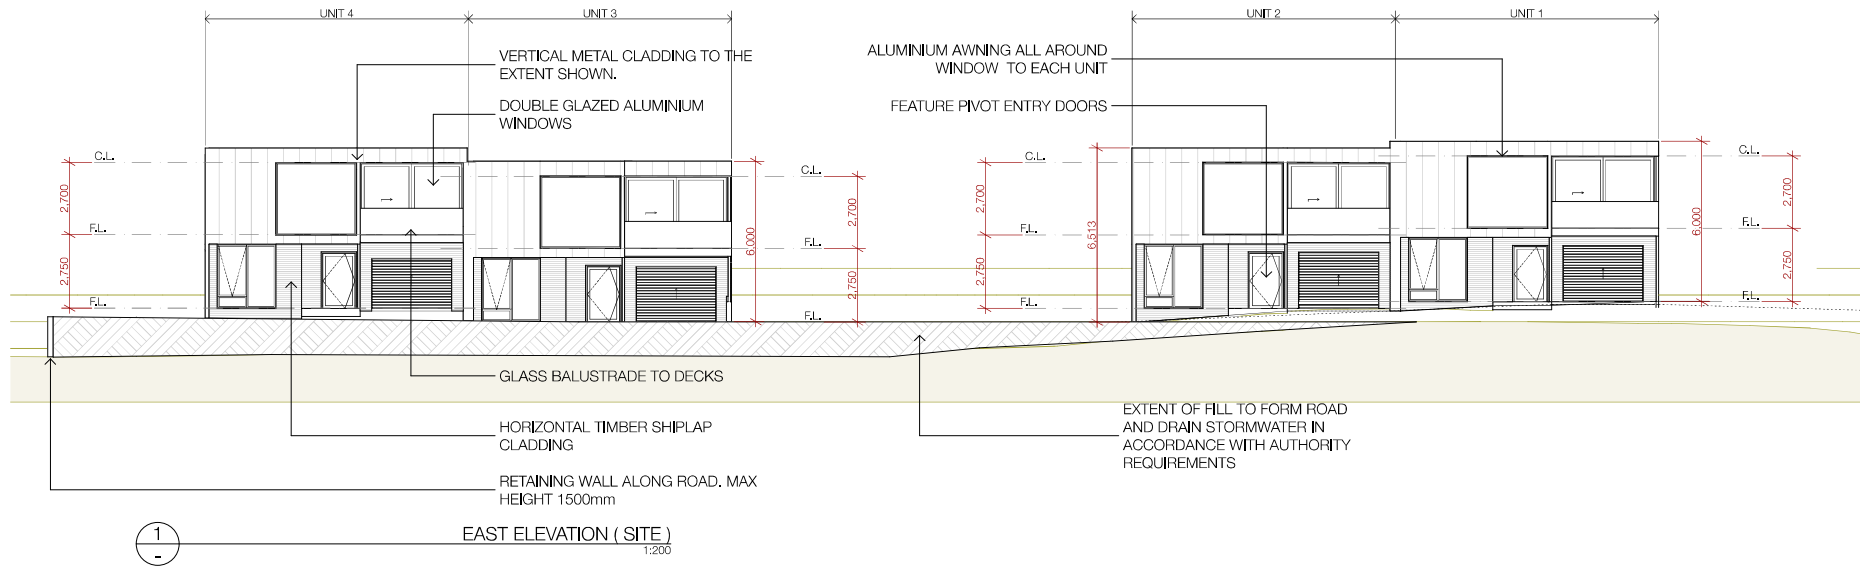 UNIT 4
UNIT 3
UNIT 2
UNIT 1
VERTICAL METAL CLADDING TO THE
EXTENT SHOWN.
DOUBLE GLAZED ALUMINIUM
WINDOWS
ALUMINIUM AWNING ALL AROUND
WINDOW TO EACH UNIT
FEATURE PIVOT ENTRY DOORS
C.L.
2,700
F.L.
2,750
F.L.
6,000
C.L.
2,700
F.L.
2,750
F.L.
C.L.
2,700
F.L.
2,750
F.L.
6,513
6,000
C.L.
2,700
F.L.
2,750
F.L.
GLASS BALUSTRADE TO DECKS
HORIZONTAL TIMBER SHIPLAP
CLADDING
RETAINING WALL ALONG ROAD. MAX
HEIGHT 1500mm
EXTENT OF FILL TO FORM ROAD
AND DRAIN STORMWATER IN
ACCORDANCE WITH AUTHORITY
REQUIREMENTS
1
-
EAST ELEVATION ( SITE )
1:200